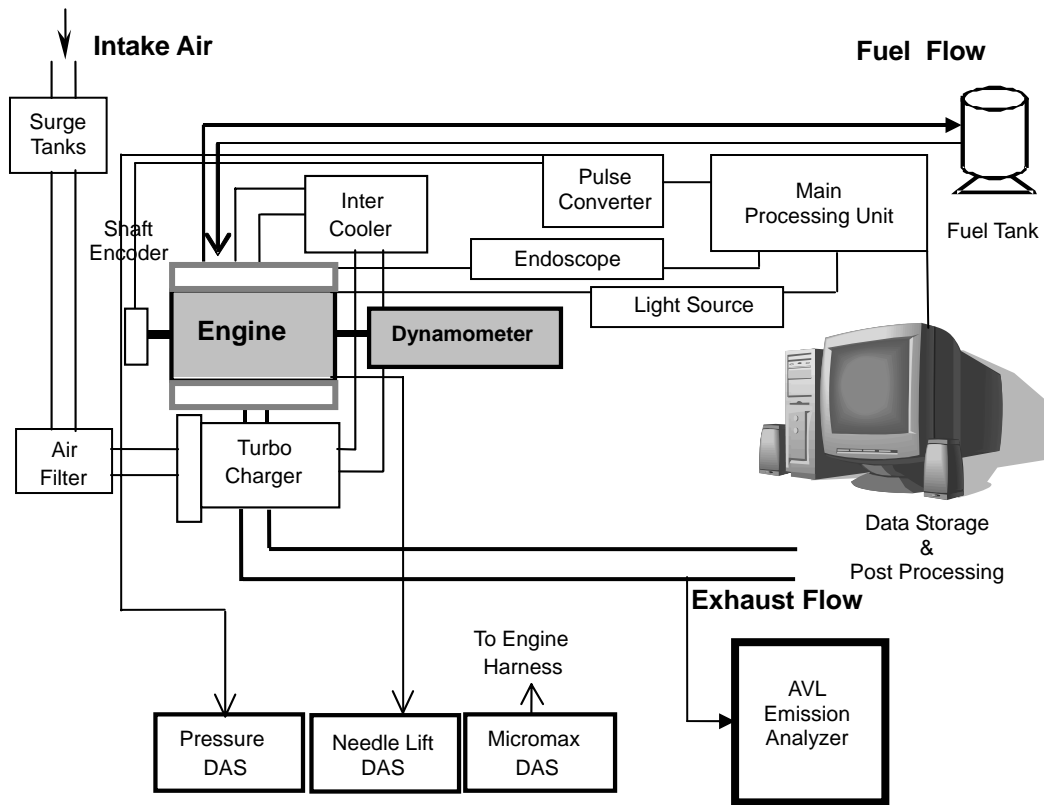 Intake Air
Fuel Flow
Surge
Tanks
Pulse
Converter
Main
Processing Unit
Inter
Cooler
Shaft
Encoder
Fuel Tank
Endoscope
Light Source
Engine
Dynamometer
Air
Filter
Turbo
Charger
Data Storage
&
Post Processing
Exhaust Flow
To Engine
Harness
AVL
Emission
Analyzer
Pressure
DAS
Needle Lift
DAS
Micromax
DAS